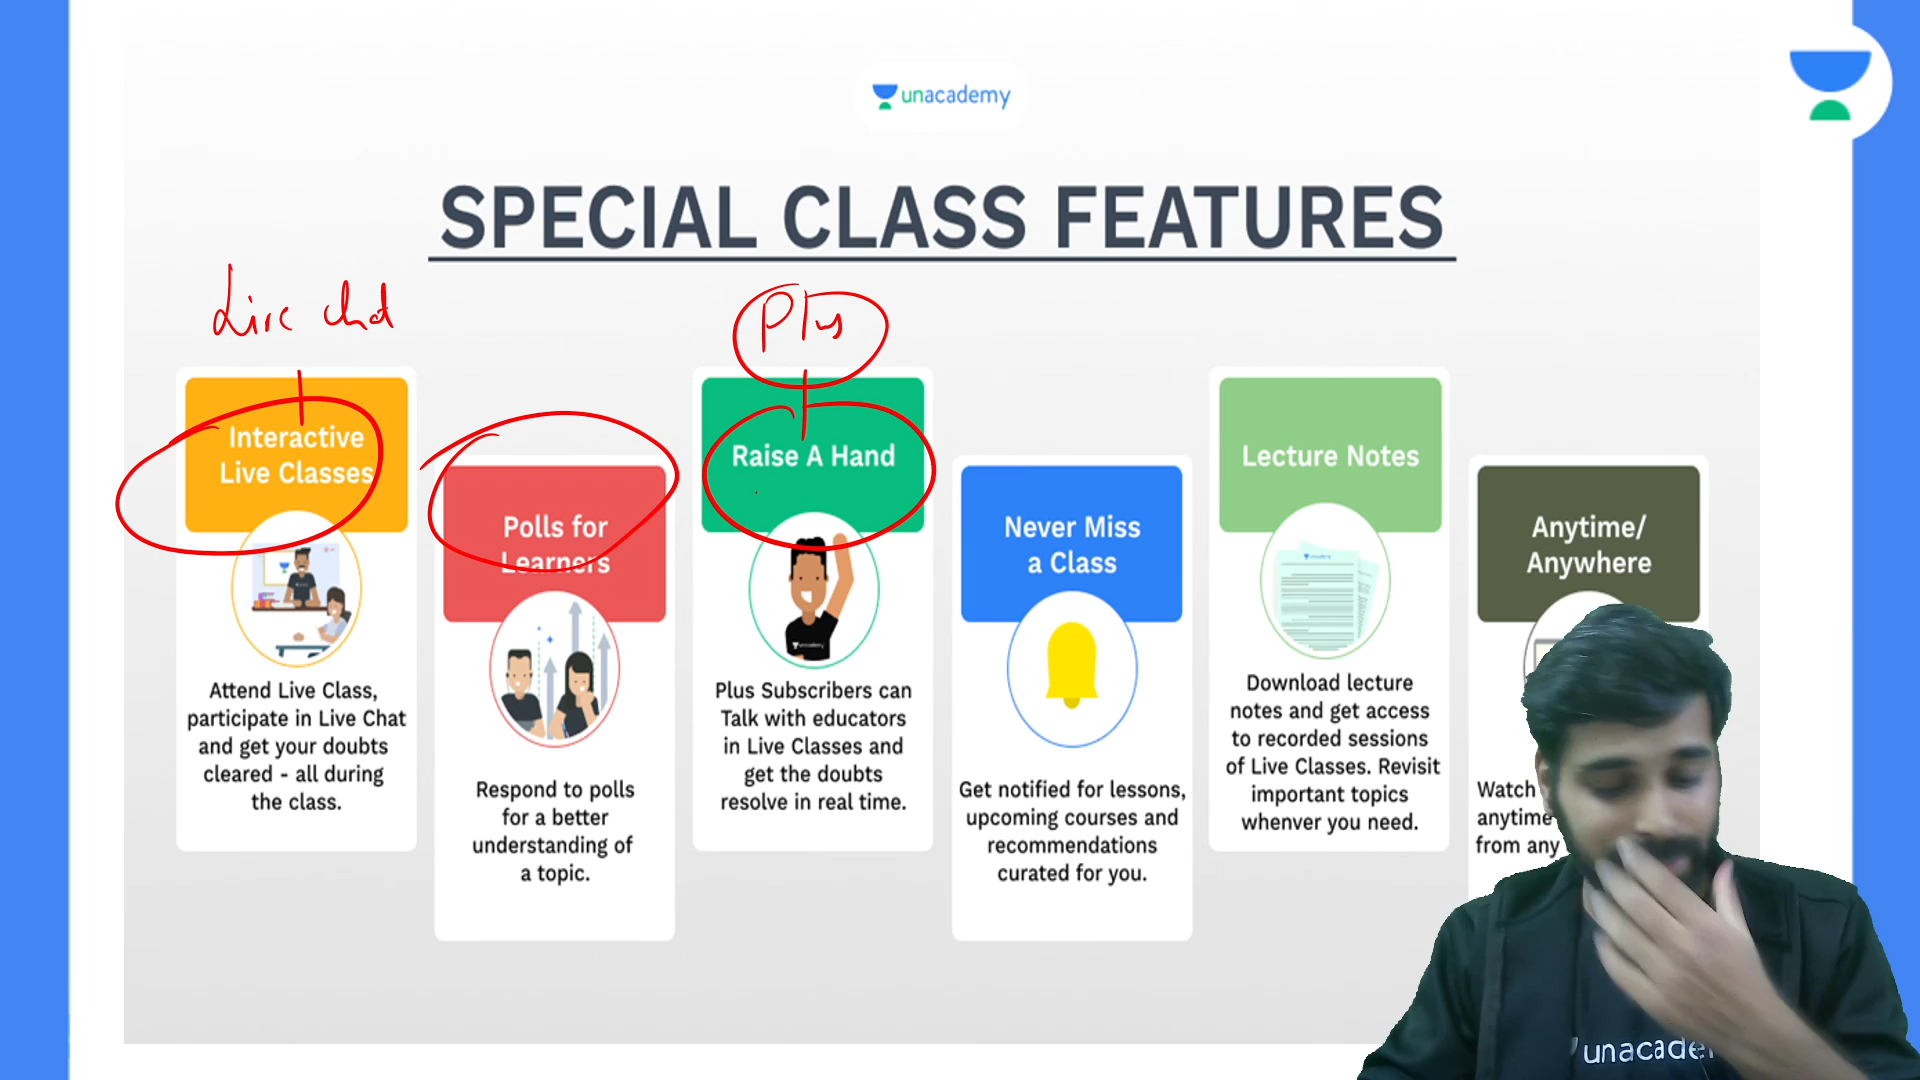 unacademy
SPECIAL CLASS FEATURES
Live chat
Plus
Interactive
Live Classes
Attend Live Class,
participate in Live Chat
and get your doubts
cleared - all during
the class.
Polls for
Learners
Respond to polls
for a better
understanding of
a topic.
Raise A Hand
unacademy
Plus Subscribers can
Talk with educators
in Live Classes and
get the doubts
resolve in real time.
Never Miss
a Class
Get notified for lessons,
upcoming courses and
recommendations
curated for you.
Lecture Notes
unacademy
Download lecture
notes and get access
to recorded sessions
of Live Classes. Revisit
important topics
whenver you need.
Anytime/
Anywhere
Watch
anytime
from any
unacade